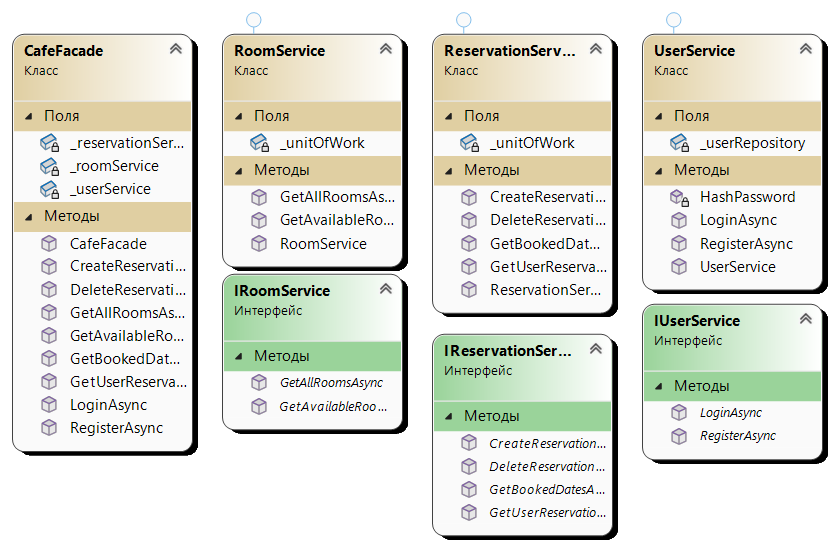 CafeFacade
Класс
Поля
_reservationSer...
_roomService
_userService
Методы
CafeFacade
CreateReservati...
DeleteReservati...
GetAllRoomsAs...
GetAvailableRo...
GetBookedDat...
GetUserReserva...
LoginAsync
RegisterAsync
RoomService
Класс
Поля
_unitOfWork
Методы
GetAllRoomsAs...
GetAvailableRo...
RoomService
IRoomService
Интерфейс
Методы
GetAllRoomsAsync
GetAvailableRoo...
ReservationServ...
Класс
Поля
_unitOfWork
Методы
CreateReservati...
DeleteReservati...
GetBookedDat...
GetUserReserva...
ReservationSer...
IReservationSer...
Интерфейс
Методы
CreateReservation...
DeleteReservation...
GetBookedDatesA...
GetUserReservatio...
UserService
Класс
Поля
_userRepository
Методы
HashPassword
LoginAsync
RegisterAsync
UserService
IUserService
Интерфейс
Методы
LoginAsync
RegisterAsync